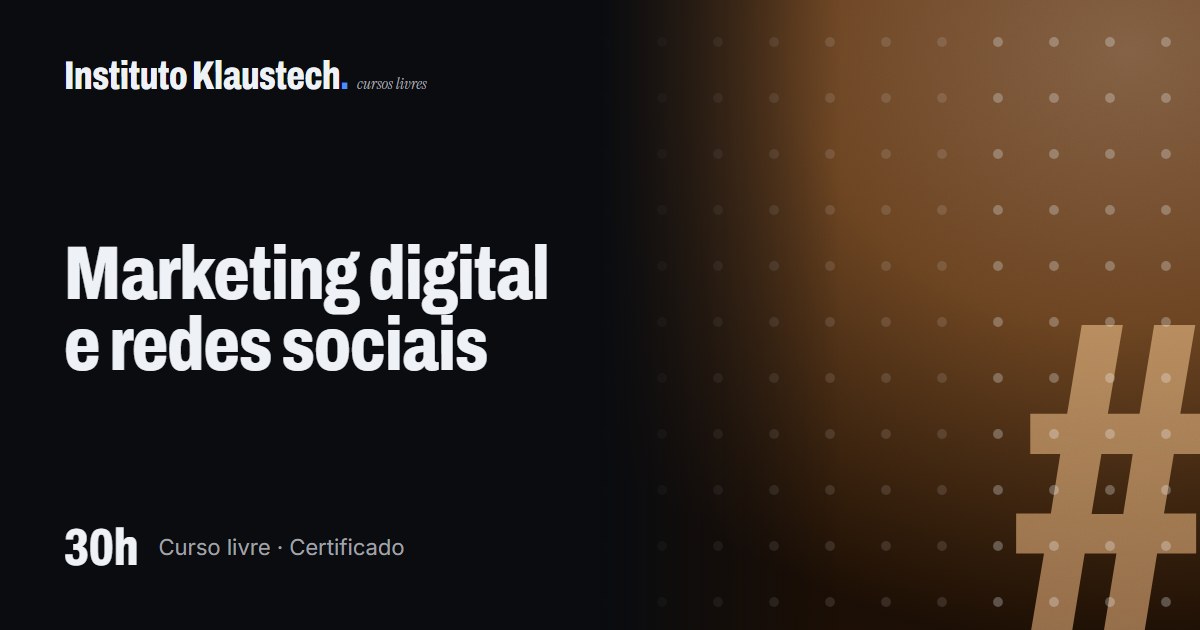 Instituto Klaustech. cursos livres
Marketing digital
e redes sociais
30h Curso livre · Certificado
#